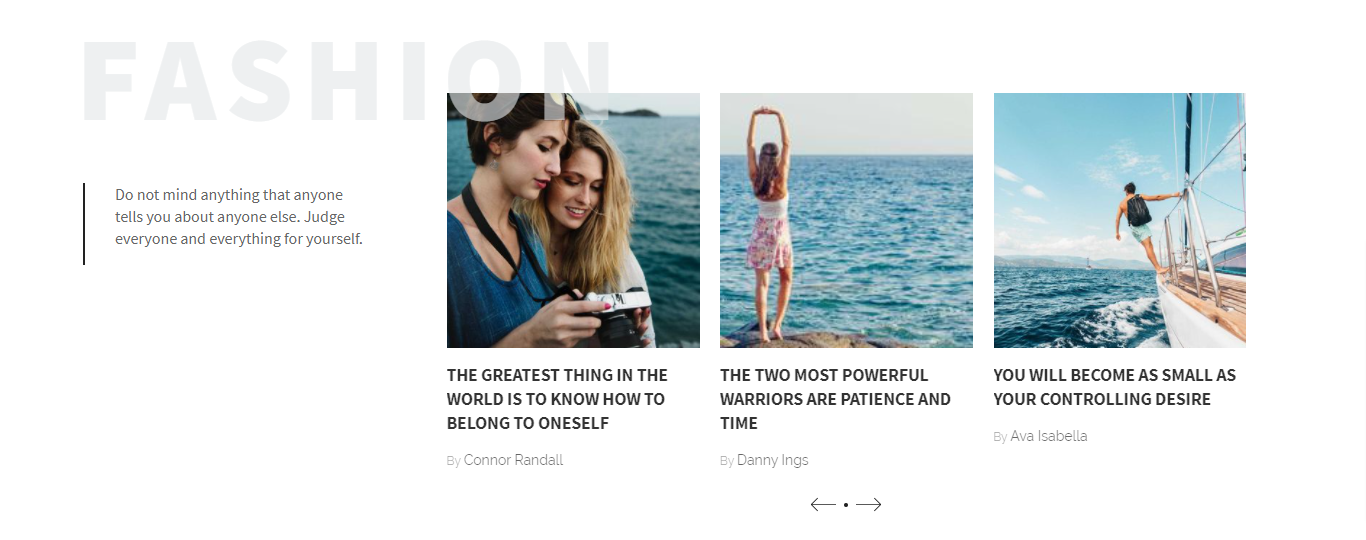 FASHION
Do not mind anything that anyone
tells you about anyone else. Judge
everyone and everything for yourself.
THE GREATEST THING IN THE
WORLD IS TO KNOW HOW TO
BELONG TO ONESELF
By Connor Randall
THE TWO MOST POWERFUL
WARRIORS ARE PATIENCE AND
TIME
By Danny Ings
YOU WILL BECOME AS SMALL AS
YOUR CONTROLLING DESIRE
By Ava Isabella